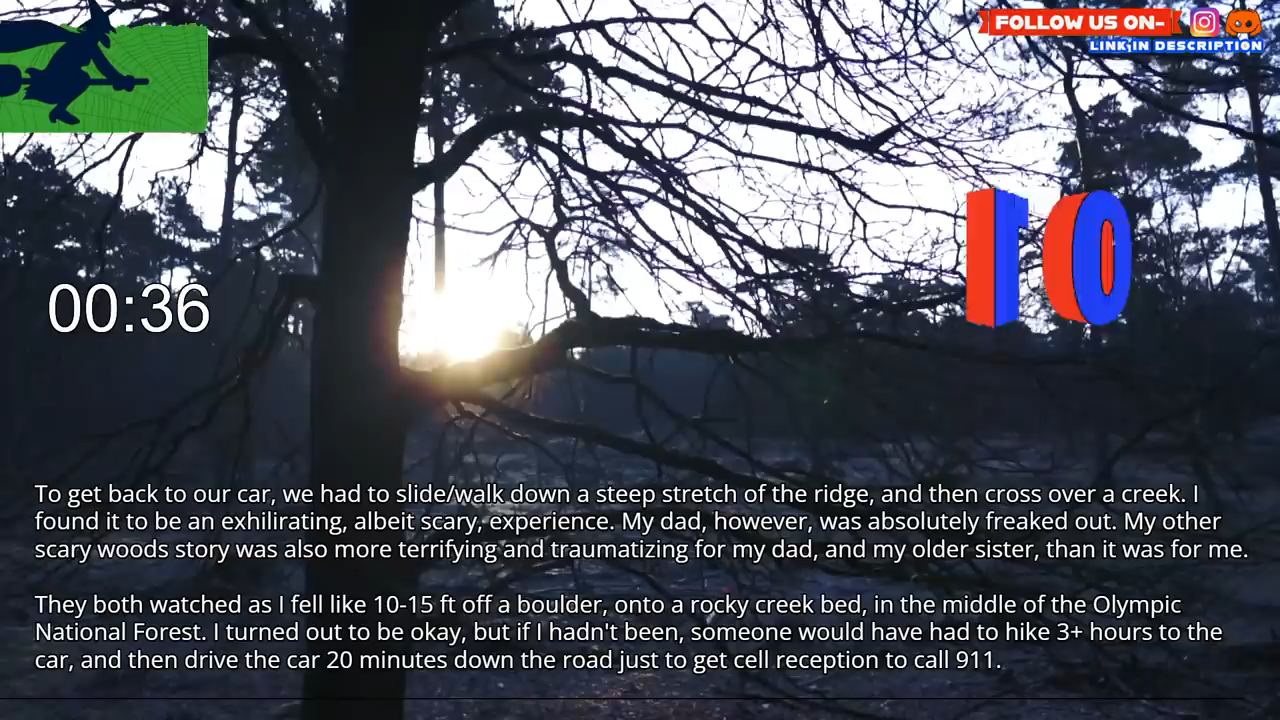 FOLLOW US ON-
LINK IN DESCRIPTION
10
00:36
To get back to our car, we had to slide/walk down a steep stretch of the ridge, and then cross over a creek. I
found it to be an exhilirating, albeit scary, experience. My dad, however, was absolutely freaked out. My other
scary woods story was also more terrifying and traumatizing for my dad, and my older sister, than it was for me.
They both watched as I fell like 10-15 ft off a boulder, onto a rocky creek bed, in the middle of the Olympic
National Forest. I turned out to be okay, but if I hadn't been, someone would have had to hike 3+ hours to the
car, and then drive the car 20 minutes down the road just to get cell reception to call 911.